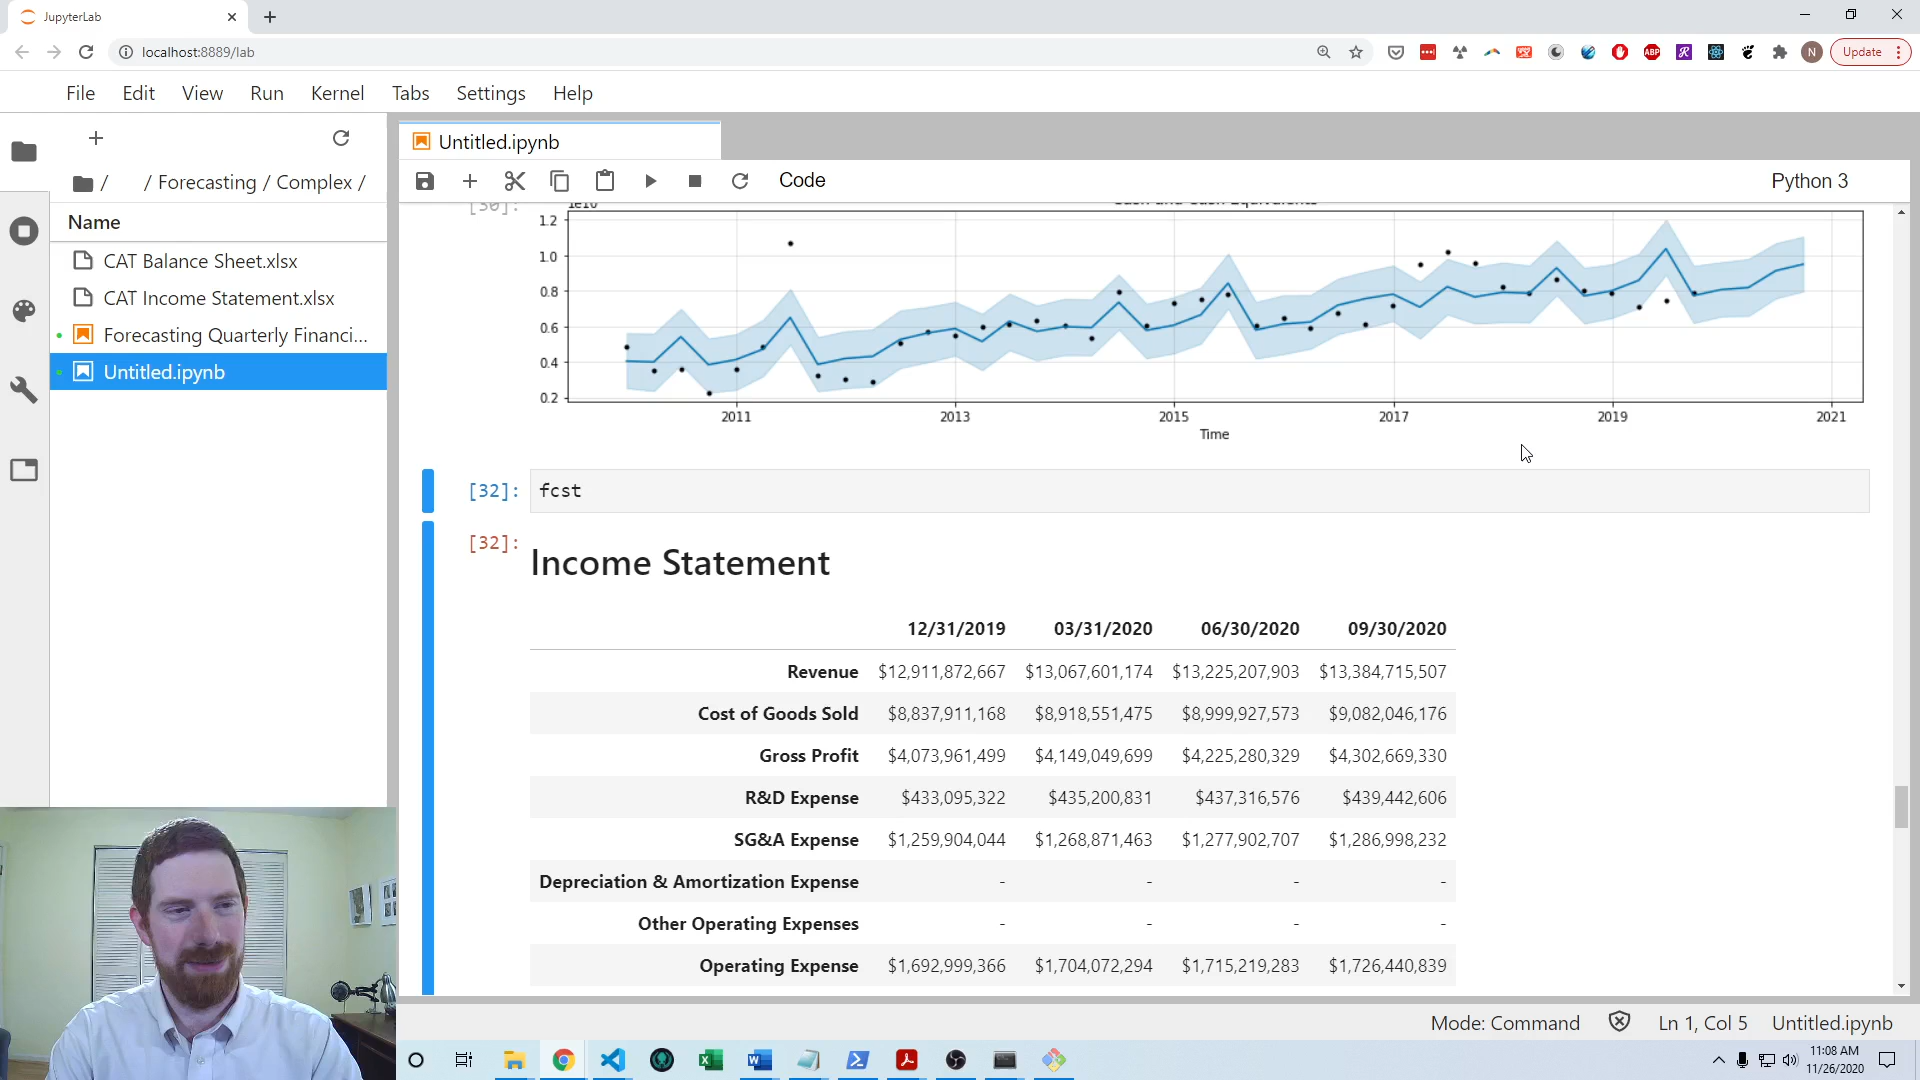 JupyterLab
localhost:8889/lab
N
Update
File Edit View Run Kernel Tabs Settings Help
/ / Forecasting / Complex /
Name
CAT Balance Sheet.xlsx
CAT Income Statement.xlsx
Forecasting Quarterly Financi...
Untitled.ipynb
Untitled.ipynb
Code
Python 3
[30]:
1e10
Cash and Cash Equivalents
1.2
1.0
0.8
0.6
0.4
0.2
2011 2013 2015 2017 2019 2021
Time
[32]: fcst
[32]:
Income Statement
12/31/2019 03/31/2020 06/30/2020 09/30/2020
Revenue $12,911,872,667 $13,067,601,174 $13,225,207,903 $13,384,715,507
Cost of Goods Sold $8,837,911,168 $8,918,551,475 $8,999,927,573 $9,082,046,176
Gross Profit $4,073,961,499 $4,149,049,699 $4,225,280,329 $4,302,669,330
R&D Expense $433,095,322 $435,200,831 $437,316,576 $439,442,606
SG&A Expense $1,259,904,044 $1,268,871,463 $1,277,902,707 $1,286,998,232
Depreciation & Amortization Expense - - - -
Other Operating Expenses - - - -
Operating Expense $1,692,999,366 $1,704,072,294 $1,715,219,283 $1,726,440,839
Mode: Command Ln 1, Col 5 Untitled.ipynb
11:08 AM
11/26/2020